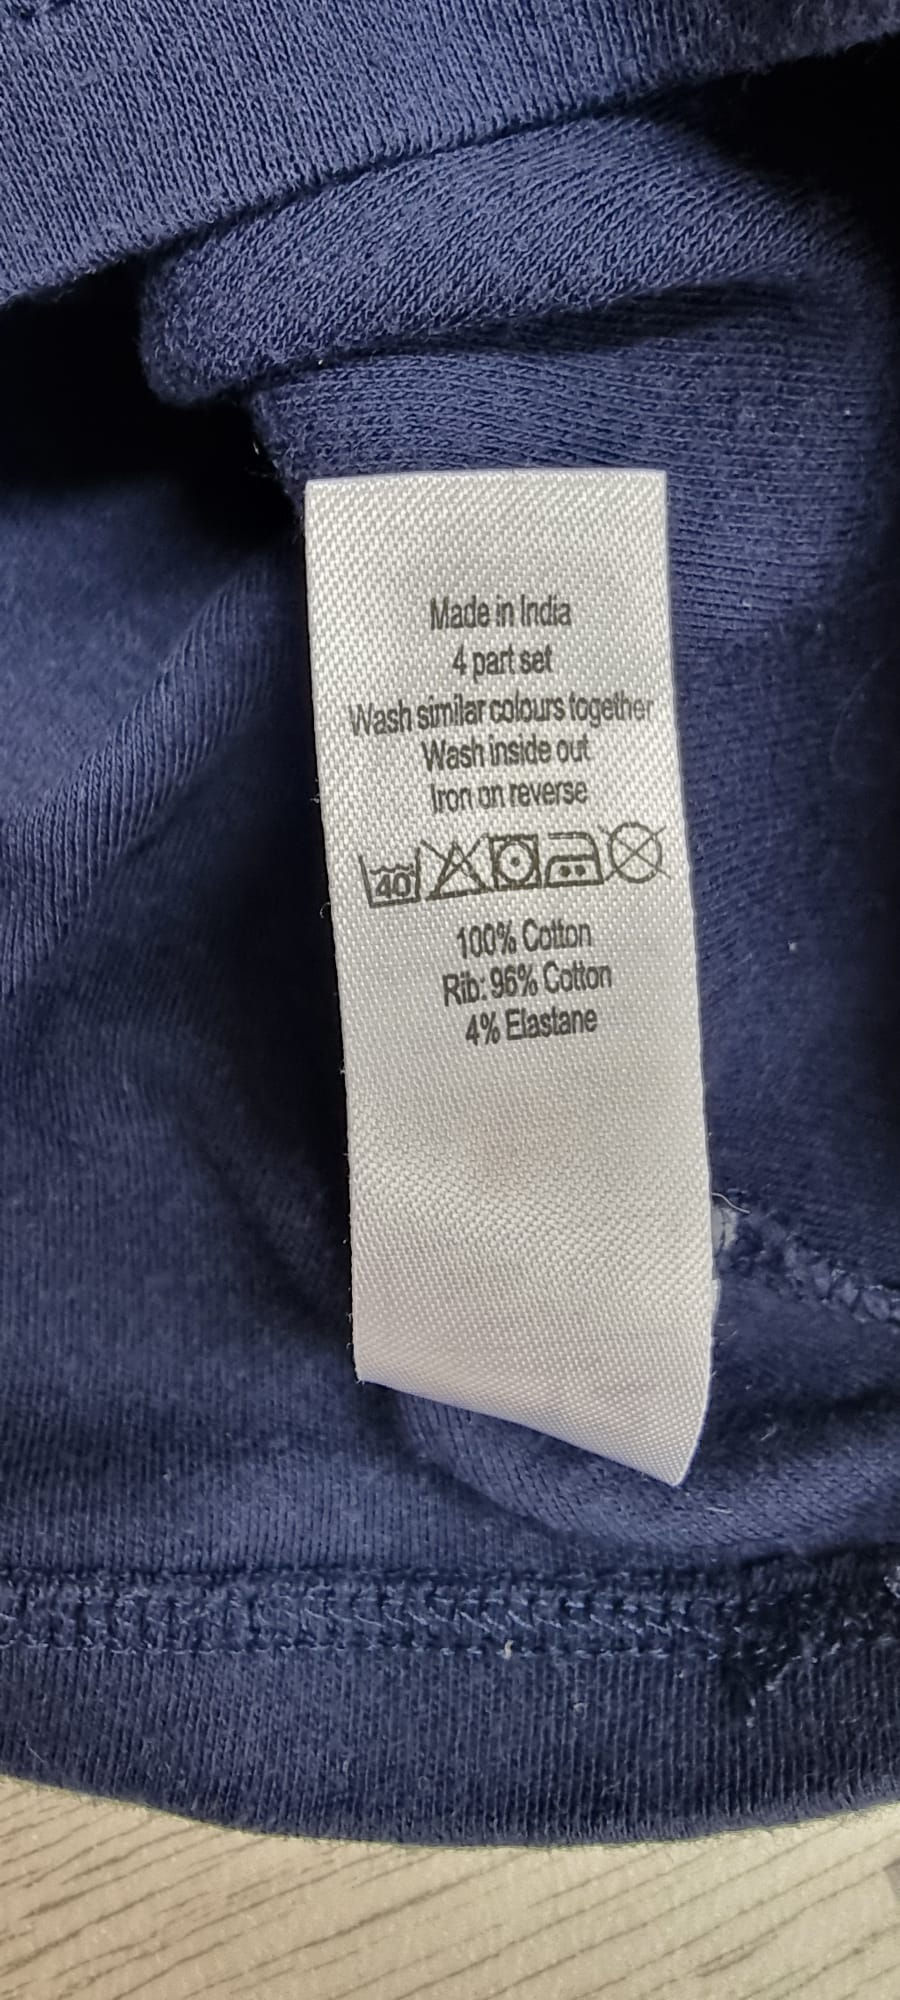 Made in India
4 part set
Wash similar colours together
Wash inside out
Iron on reverse
40
100% Cotton
Rib: 96% Cotton
4% Elastane